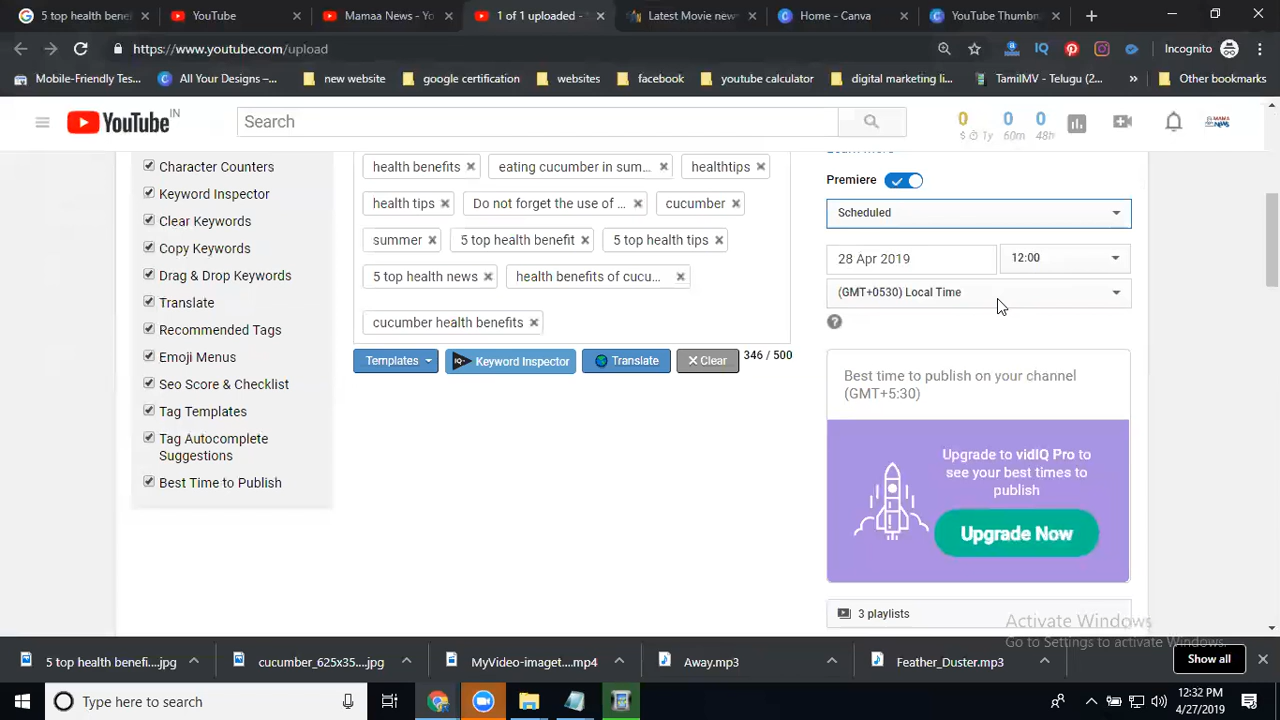 5 top health bene
YouTube
Mamaa News - Yo
1 of 1 uploaded -
Latest Movie news
Home - Canva
YouTube Thumbn
https://www.youtube.com/upload
Incognito
Mobile-Friendly Tes...
All Your Designs –...
new website
google certification
websites
facebook
youtube calculator
digital marketing li...
TamilMV - Telugu (2...
»
Other bookmarks
YouTube IN
Search
0 0 0
$ 1y 60m 48h
Character Counters
Keyword Inspector
Clear Keywords
Copy Keywords
Drag & Drop Keywords
Translate
Recommended Tags
Emoji Menus
Seo Score & Checklist
Tag Templates
Tag Autocomplete
Suggestions
Best Time to Publish
health benefits
eating cucumber in sum...
healthtips
health tips
Do not forget the use of ...
cucumber
summer
5 top health benefit
5 top health tips
5 top health news
health benefits of cucu...
cucumber health benefits
Templates
IQ Keyword Inspector
Translate
Clear
346 / 500
Premiere
Scheduled
28 Apr 2019
12:00
(GMT+0530) Local Time
?
Best time to publish on your channel
(GMT+5:30)
Upgrade to vidIQ Pro to
see your best times to
publish
Upgrade Now
3 playlists
Activate Windows
Go to Settings to activate Windows.
5 top health benefi....jpg
cucumber_625x35....jpg
MyVideo-imaget....mp4
Away.mp3
Feather_Duster.mp3
Show all
Type here to search
12:32 PM
4/27/2019